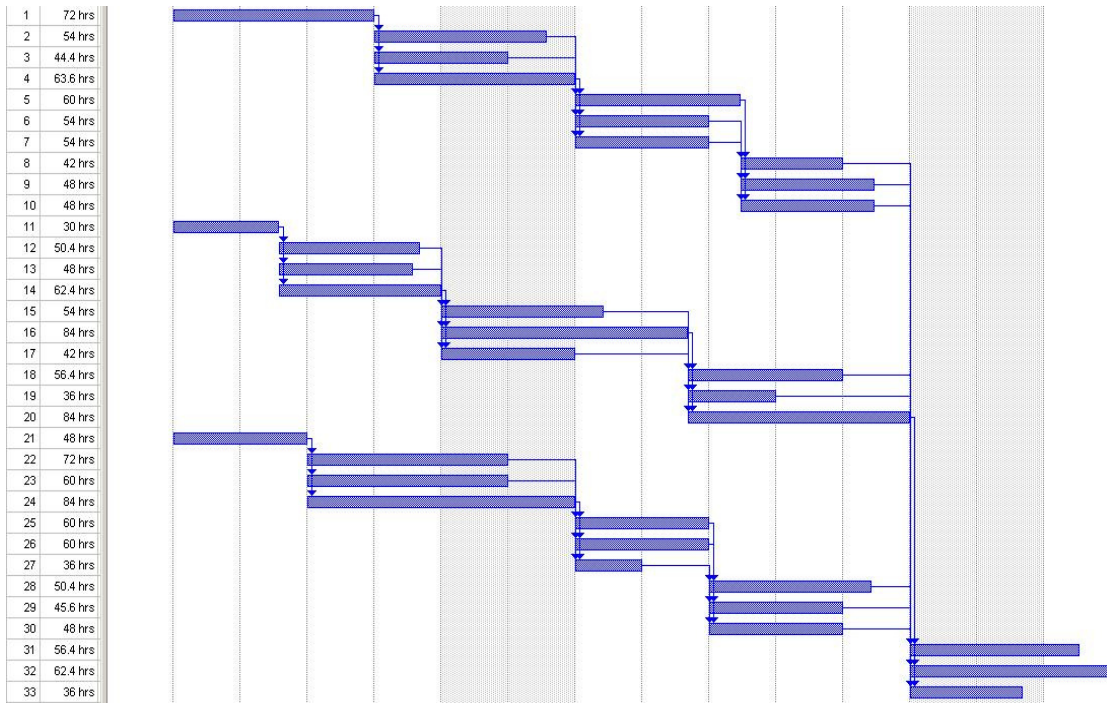 1 72 hrs
2 54 hrs
3 44.4 hrs
4 63.6 hrs
5 60 hrs
6 54 hrs
7 54 hrs
8 42 hrs
9 48 hrs
10 48 hrs
11 30 hrs
12 50.4 hrs
13 48 hrs
14 62.4 hrs
15 54 hrs
16 84 hrs
17 42 hrs
18 56.4 hrs
19 36 hrs
20 84 hrs
21 48 hrs
22 72 hrs
23 60 hrs
24 84 hrs
25 60 hrs
26 60 hrs
27 36 hrs
28 50.4 hrs
29 45.6 hrs
30 48 hrs
31 56.4 hrs
32 62.4 hrs
33 36 hrs